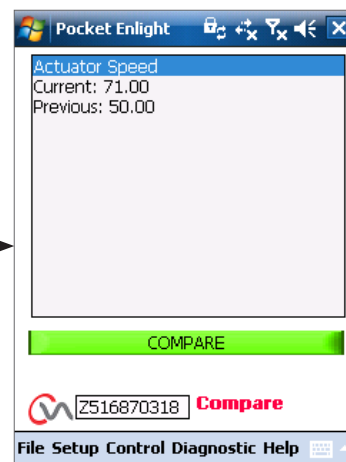 Pocket Enlight
Actuator Speed
Current: 71.00
Previous: 50.00
COMPARE
Z516870318 Compare
File Setup Control Diagnostic Help